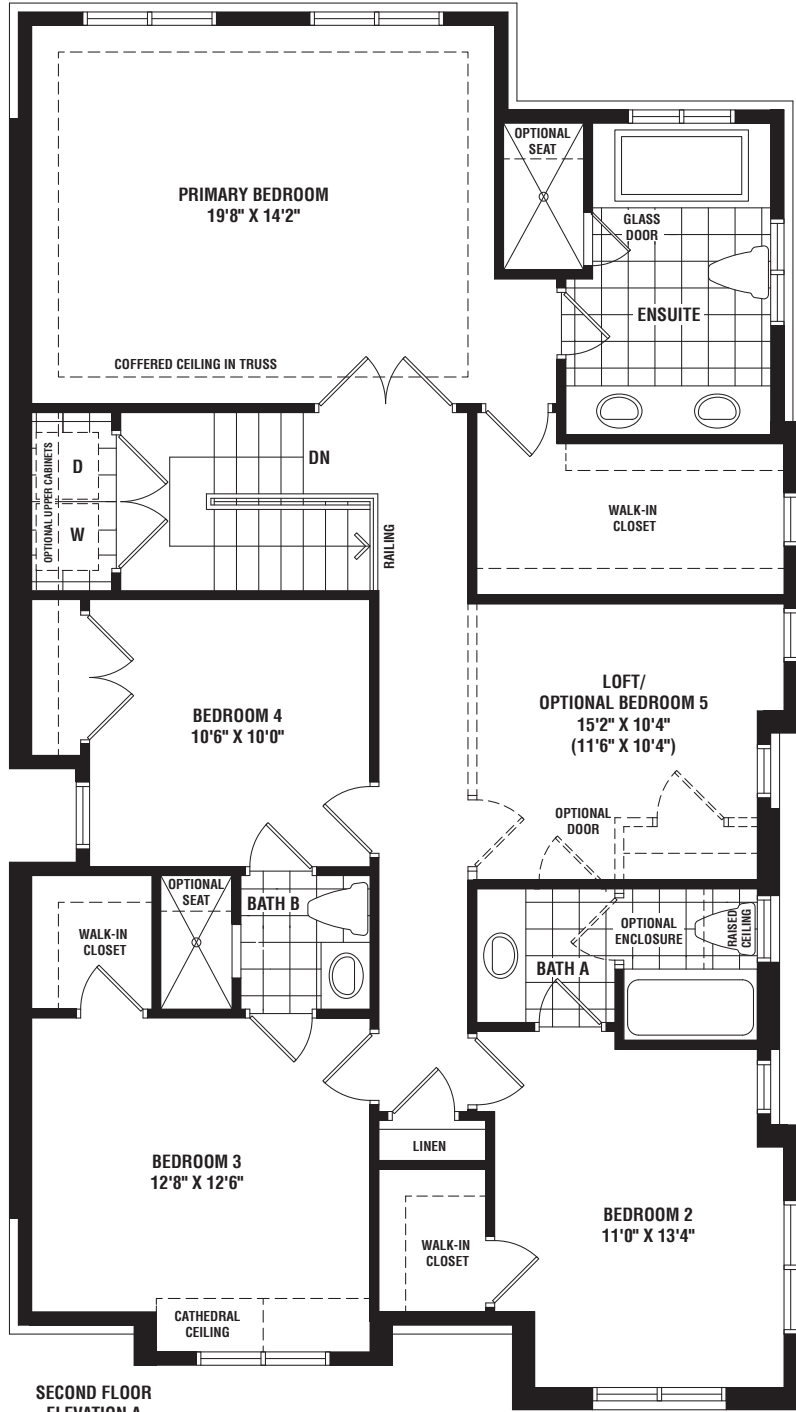 OPTIONAL
SEAT
PRIMARY BEDROOM
19'8" X 14'2"
GLASS
DOOR
ENSUITE
COFFERED CEILING IN TRUSS
OPTIONAL UPPER CABINETS
D
W
DN
RAILING
WALK-IN
CLOSET
LOFT/
OPTIONAL BEDROOM 5
15'2" X 10'4"
(11'6" X 10'4")
BEDROOM 4
10'6" X 10'0"
OPTIONAL
DOOR
OPTIONAL
SEAT
BATH B
WALK-IN
CLOSET
OPTIONAL
ENCLOSURE
RAISED
CEILING
BATH A
LINEN
BEDROOM 3
12'8" X 12'6"
BEDROOM 2
11'0" X 13'4"
WALK-IN
CLOSET
CATHEDRAL
CEILING
SECOND FLOOR
ELEVATION A